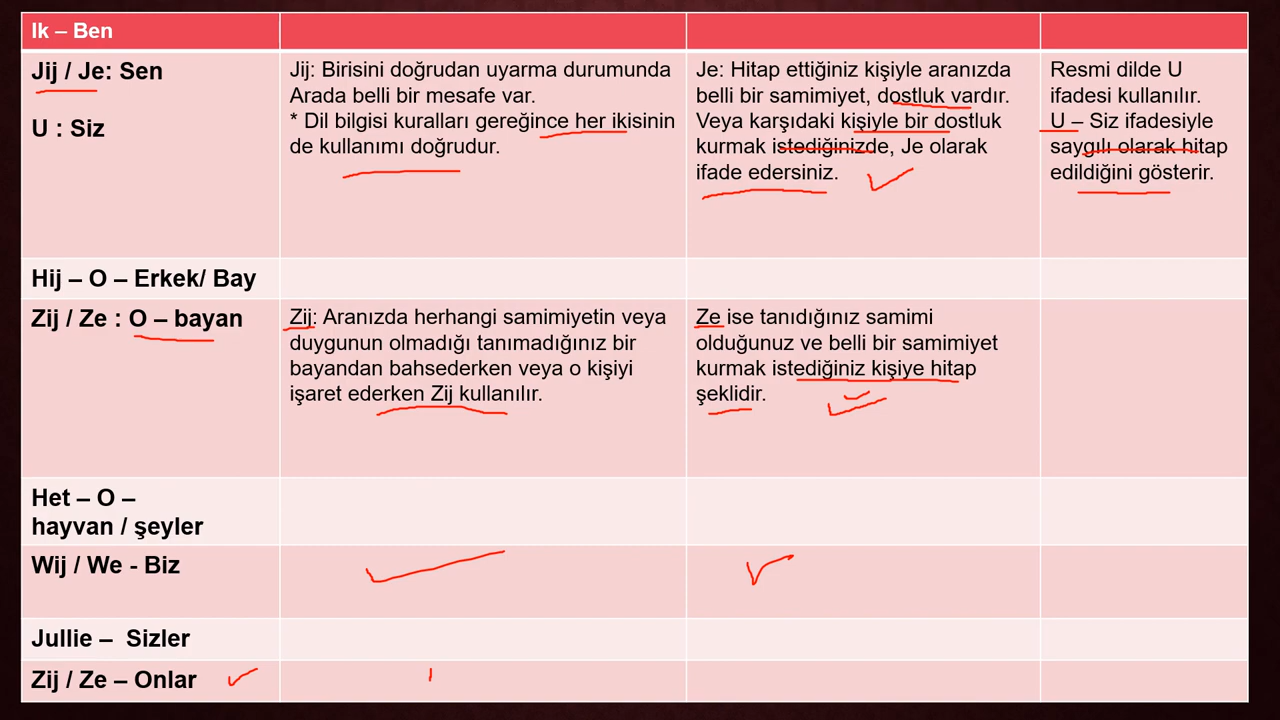 Ik – Ben
Jij / Je: Sen
U : Siz
Jij: Birisini doğrudan uyarma durumunda
Arada belli bir mesafe var.
* Dil bilgisi kuralları gereğince her ikisinin
de kullanımı doğrudur.
Je: Hitap ettiğiniz kişiyle aranızda
belli bir samimiyet, dostluk vardır.
Veya karşıdaki kişiyle bir dostluk
kurmak istediğinizde, Je olarak
ifade edersiniz.
Resmi dilde U
ifadesi kullanılır.
U – Siz ifadesiyle
saygılı olarak hitap
edildiğini gösterir.
Hij – O – Erkek/ Bay
Zij / Ze : O – bayan
Zij: Aranızda herhangi samimiyetin veya
duygunun olmadığı tanımadığınız bir
bayandan bahsederken veya o kişiyi
işaret ederken Zij kullanılır.
Ze ise tanıdığınız samimi
olduğunuz ve belli bir samimiyet
kurmak istediğiniz kişiye hitap
şeklidir.
Het – O –
hayvan / şeyler
Wij / We - Biz
Jullie – Sizler
Zij / Ze – Onlar